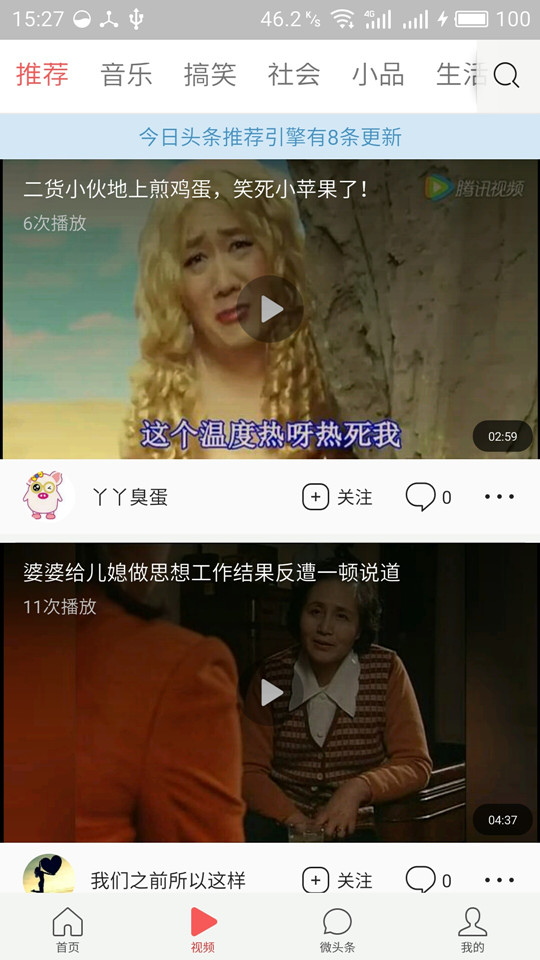 15:27 46.2 K/s 4G 100
推荐 音乐 搞笑 社会 小品 生活
今日头条推荐引擎有8条更新
二货小伙地上煎鸡蛋，笑死小苹果了！
腾讯视频
6次播放
这个温度热呀热死我
02:59
丫丫臭蛋 关注 0
婆婆给儿媳做思想工作结果反遭一顿说道
11次播放
04:37
我们之前所以这样 关注 0
首页 视频 微头条 我的